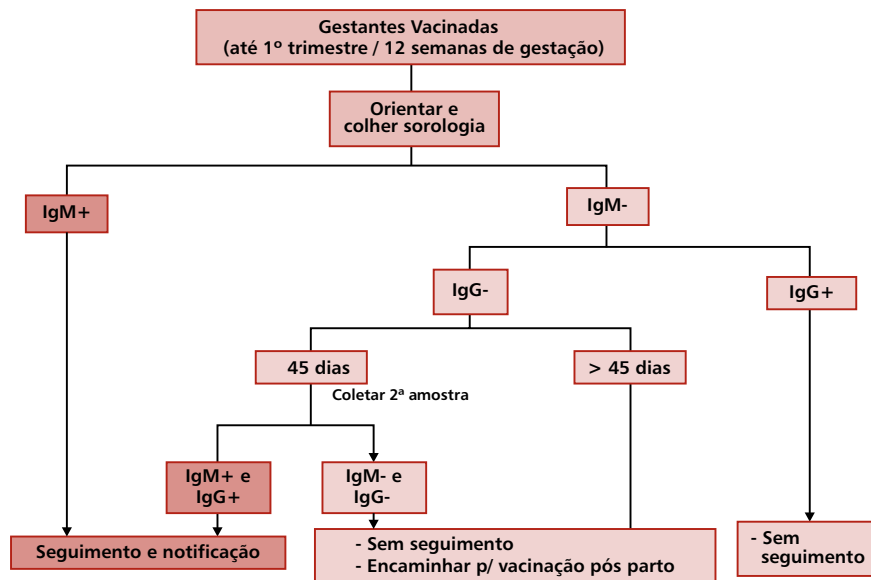 Gestantes Vacinadas
(até 1º trimestre / 12 semanas de gestação)
Orientar e
colher sorologia
IgM+
IgM-
IgG-
IgG+
45 dias
> 45 dias
Coletar 2ª amostra
IgM+ e
IgG+
IgM- e
IgG-
Seguimento e notificação
- Sem seguimento
- Encaminhar p/ vacinação pós parto
- Sem
seguimento